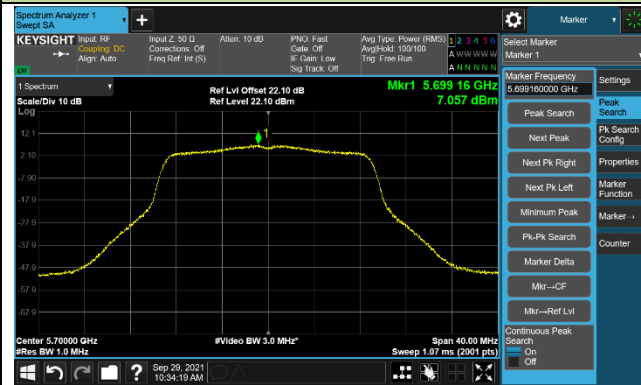 Spectrum Analyzer 1
Swept SA
Marker
KEYSIGHT
Input: RF
Coupling: DC
Align: Auto
Input Z: 50 Ω
Corrections: Off
Freq Ref: Int (S)
Atten: 10 dB
PNO: Fast
Gate: Off
IF Gain: Low
Sig Track: Off
Avg Type: Power (RMS)
Avg|Hold: 100/100
Trig: Free Run
1 2 3 4 5 6
A W W W W W
A N N N N N
Select Marker
Marker 1
1 Spectrum
Scale/Div 10 dB
Log
Ref Lvl Offset 22.10 dB
Ref Level 22.10 dBm
Mkr1 5.699 16 GHz
7.057 dBm
12.1
2.10
-7.90
-17.9
-27.9
-37.9
-47.9
-57.9
-67.9
1
Center 5.70000 GHz
#Res BW 1.0 MHz
#Video BW 3.0 MHz*
Span 40.00 MHz
Sweep 1.07 ms (2001 pts)
Marker Frequency
5.699160000 GHz
Peak Search
Next Peak
Next Pk Right
Next Pk Left
Minimum Peak
Pk-Pk Search
Marker Delta
Mkr→CF
Mkr→Ref Lvl
Continuous Peak
Search
On
Off
Settings
Peak
Search
Pk Search
Config
Properties
Marker
Function
Marker→
Counter
Sep 29, 2021
10:34:19 AM